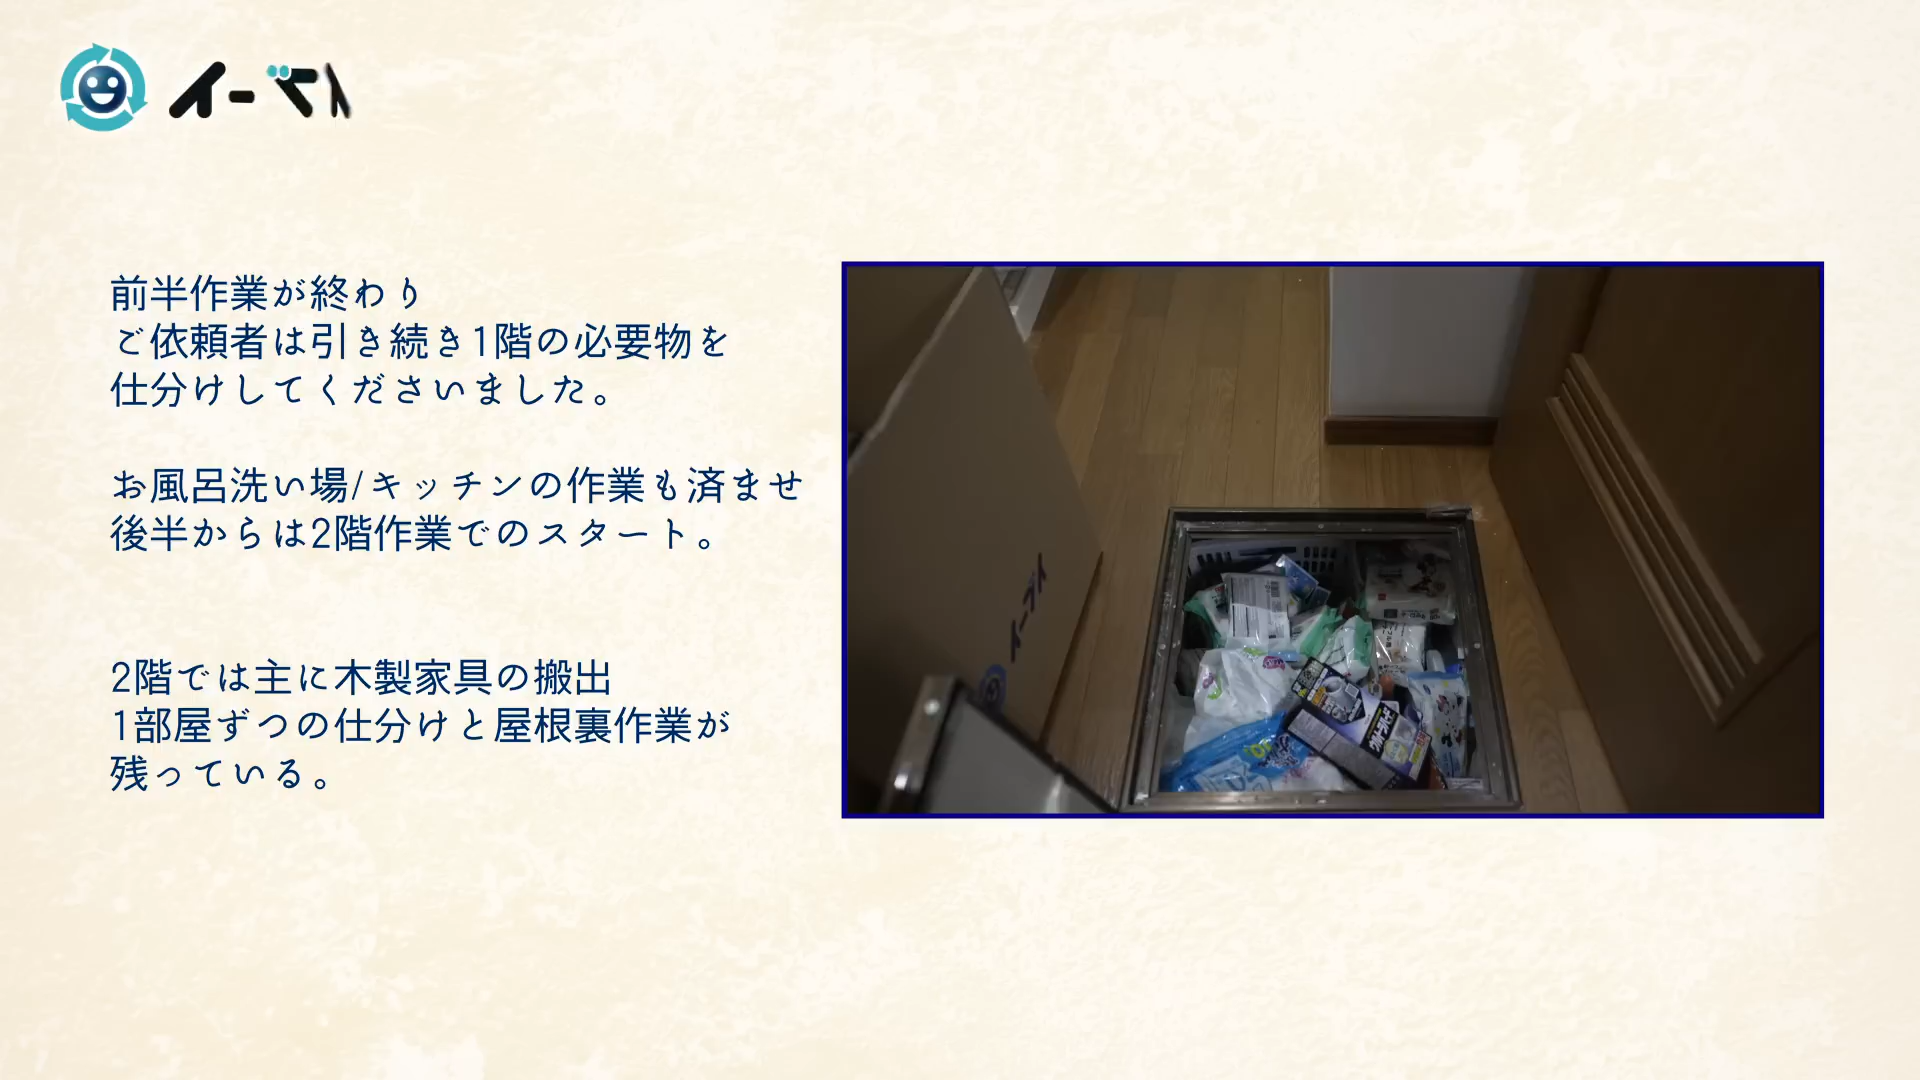 イーブイ
前半作業が終わり
ご依頼者は引き続き1階の必要物を
仕分けしてくださいました。
お風呂洗い場/キッチンの作業も済ませ
後半からは2階作業でのスタート。
2階では主に木製家具の搬出
1部屋ずつの仕分けと屋根裏作業が
残っている。
イーブイ